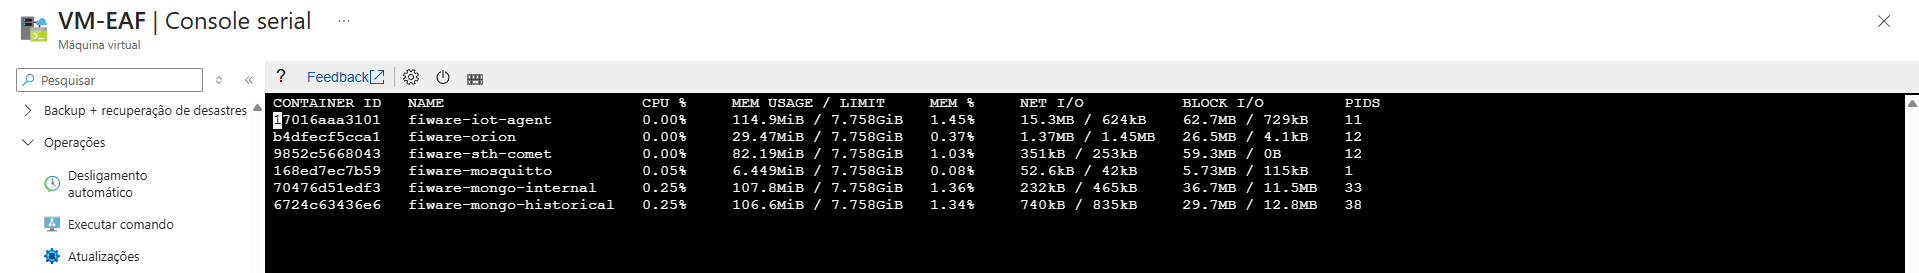 VM-EAF | Console serial ...
Máquina virtual
Pesquisar
Backup + recuperação de desastres
Operações
Desligamento
automático
Executar comando
Atualizações
? Feedback
CONTAINER ID NAME CPU % MEM USAGE / LIMIT MEM % NET I/O BLOCK I/O PIDS
17016aaa3101 fiware-iot-agent 0.00% 114.9MiB / 7.758GiB 1.45% 15.3MB / 624kB 62.7MB / 729kB 11
b4dfecf5cca1 fiware-orion 0.00% 29.47MiB / 7.758GiB 0.37% 1.37MB / 1.45MB 26.5MB / 4.1kB 12
9852c5668043 fiware-sth-comet 0.00% 82.19MiB / 7.758GiB 1.03% 351kB / 253kB 59.3MB / 0B 12
168ed7ec7b59 fiware-mosquitto 0.05% 6.449MiB / 7.758GiB 0.08% 52.6kB / 42kB 5.73MB / 115kB 1
70476d51edf3 fiware-mongo-internal 0.25% 107.8MiB / 7.758GiB 1.36% 232kB / 465kB 36.7MB / 11.5MB 33
6724c63436e6 fiware-mongo-historical 0.25% 106.6MiB / 7.758GiB 1.34% 740kB / 835kB 29.7MB / 12.8MB 38